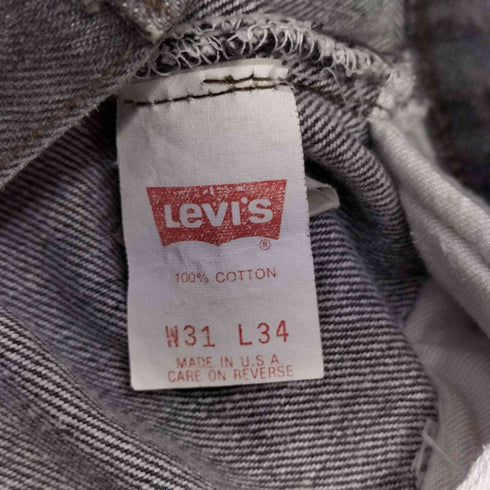 Levi's
®
100% COTTON
W31 L34
MADE IN U.S.A
CARE ON REVERSE